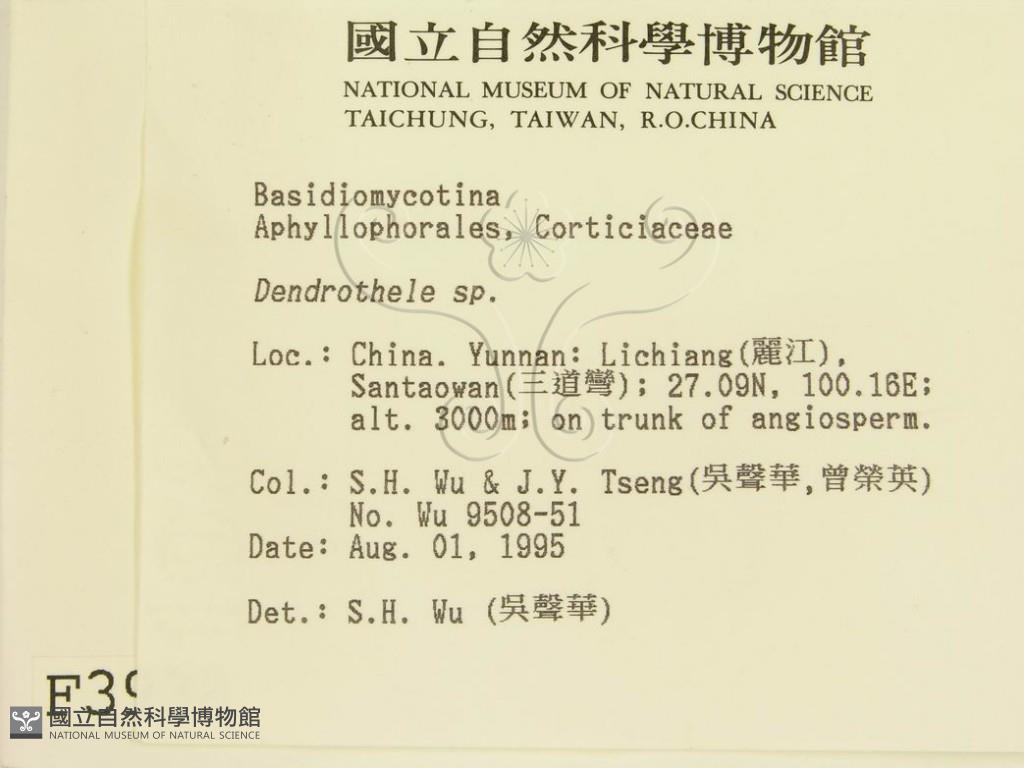 國立自然科學博物館
NATIONAL MUSEUM OF NATURAL SCIENCE
TAICHUNG, TAIWAN, R.O.CHINA
Basidiomycotina
Aphyllophorales, Corticiaceae
Dendrothele sp.
Loc.: China. Yunnan: Lichiang(麗江),
Santaowan(三道彎); 27.09N, 100.16E;
alt. 3000m; on trunk of angiosperm.
Col.: S.H. Wu & J.Y. Tseng(吳聲華,曾榮英)
No. Wu 9508-51
Date: Aug. 01, 1995
Det.: S.H. Wu (吳聲華)
國立自然科學博物館
NATIONAL MUSEUM OF NATURAL SCIENCE